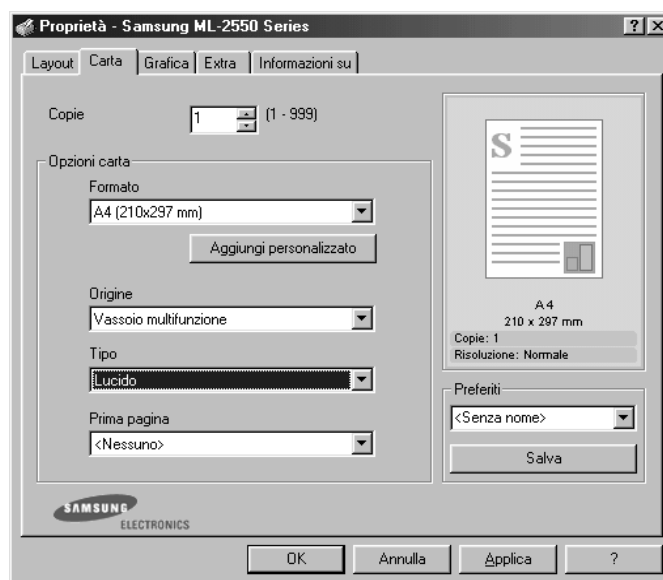 Proprietà - Samsung ML-2550 Series
Layout Carta Grafica Extra Informazioni su
Copie 1 (1 - 999)
Opzioni carta
Formato
A4 (210x297 mm)
Aggiungi personalizzato
Origine
Vassoio multifunzione
Tipo
Lucido
Prima pagina
<Nessuno>
S
A4
210 x 297 mm
Copie: 1
Risoluzione: Normale
Preferiti
<Senza nome>
Salva
SAMSUNG
ELECTRONICS
OK Annulla Applica ?